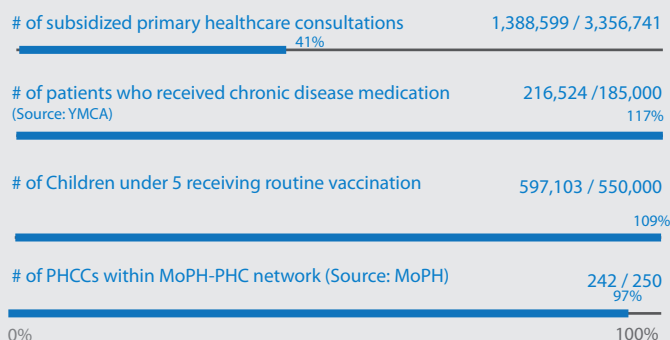 # of subsidized primary healthcare consultations 1,388,599 / 3,356,741
41%
# of patients who received chronic disease medication 216,524 /185,000
(Source: YMCA) 117%
# of Children under 5 receiving routine vaccination 597,103 / 550,000
109%
# of PHCCs within MoPH-PHC network (Source: MoPH) 242 / 250
97%
0% 100%